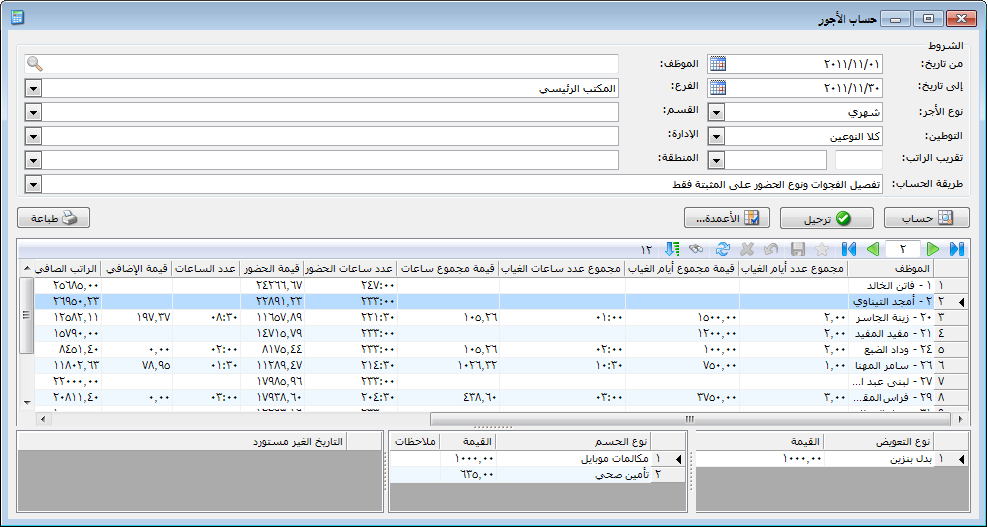 حساب الأجور
الشروط
من تاريخ: ٢٠١١/١١/٠١ الموظف:
إلى تاريخ: ٢٠١١/١١/٣٠ الفرع: المكتب الرئيسي
نوع الأجر: شهري القسم:
التوطين: كلا النوعين الإدارة:
تقريب الراتب: المنطقة:
طريقة الحساب: تفصيل الفجوات ونوع الحضور على المثبتة فقط
حساب ترحيل الأعمدة... طباعة
٢ ١٢
الموظف مجموع عدد أيام الغياب قيمة مجموع أيام الغياب مجموع عدد ساعات الغياب قيمة مجموع ساعات عدد ساعات الحضور قيمة الحضور عدد الساعات قيمة الإضافي الراتب الصافي
١ ١ - فاتن الخالد ٢٤٧:٠٠ ٢٤٢٦٦,٦٧ ٢٥٦٨٥,٠٠
٢ ٢ - أمجد التيناوي ٢٣٣:٠٠ ٢٢٨٩١,٢٣ ٢٦٩٥٠,٢٣
٣ ٢٠ - زينة الجاسر ٢,٠٠ ١٥٠٠,٠٠ ٠١:٠٠ ١٠٥,٢٦ ٢٢١:٣٠ ١١٦٥٧,٨٩ ٠٨:٣٠ ١٩٧,٣٧ ١٢٥٨٢,١١
٤ ٢١ - مفيد المفيد ٢,٠٠ ١٢٠٠,٠٠ ٢٣٣:٠٠ ١٤٧١٥,٧٩ ١٥٧٩٠,٠٠
٥ ٢٤ - وداد الضبع ٢,٠٠ ١٠٠,٠٠ ٠٢:٠٠ ١٠٥,٢٦ ٢٣٣:٠٠ ٨١٧٥,٤٤ ٠٢:٠٠ ٠,٠٠ ٨٤٥١,٤٠
٦ ٢٦ - سامر المهنا ١,٠٠ ٧٥٠,٠٠ ١٠:٣٠ ١٠٢٦,٣٢ ٢١٤:٣٠ ١١٢٨٩,٤٧ ٠١:٣٠ ٧٨,٩٥ ١١٨٠٢,٦٣
٧ ٢٧ - لبنى عبد ا... ٢٣٣:٠٠ ١٧٩٨٥,٩٦ ٢٢٠٠٠,٠٠
٨ ٢٩ - فراس المق... ٣,٠٠ ٣٧٥٠,٠٠ ٠٣:٠٠ ٤٣٨,٦٠ ٢٠٤:٣٠ ١٧٩٣٨,٦٠ ٠٣:٠٠ ٠,٠٠ ٢٠٨١١,٤٠
نوع التعويض القيمة
١ بدل بنزين ١٠٠٠,٠٠
نوع الحسم القيمة ملاحظات
١ مكالمات موبايل ١٠٠٠,٠٠
٢ تأمين صحي ٦٣٥,٠٠
التاريخ الغير مستورد